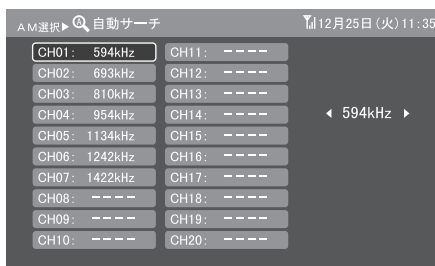 AM選択▶自動サーチ 12月25日(火)11:35
CH01: 594kHz CH11: ----
CH02: 693kHz CH12: ----
CH03: 810kHz CH13: ----
CH04: 954kHz CH14: ---- ◀ 594kHz ▶
CH05: 1134kHz CH15: ----
CH06: 1242kHz CH16: ----
CH07: 1422kHz CH17: ----
CH08: ---- CH18: ----
CH09: ---- CH19: ----
CH10: ---- CH20: ----